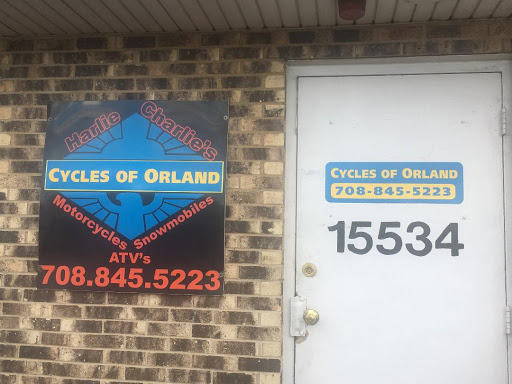 Harlie Charlie's
CYCLES OF ORLAND
Motorcycles Snowmobiles
ATV's
708.845.5223
CYCLES OF ORLAND
708-845-5223
15534